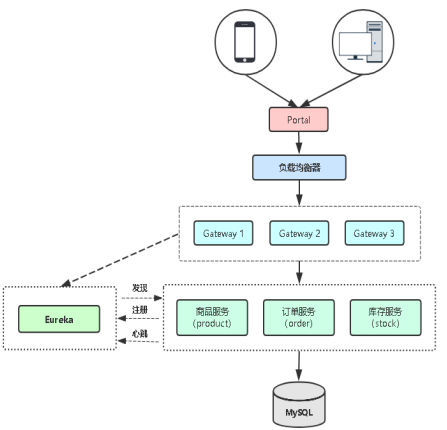 Portal
负载均衡器
Gateway 1
Gateway 2
Gateway 3
发现
注册
心跳
Eureka
商品服务
(product)
订单服务
(order)
库存服务
(stock)
MySQL